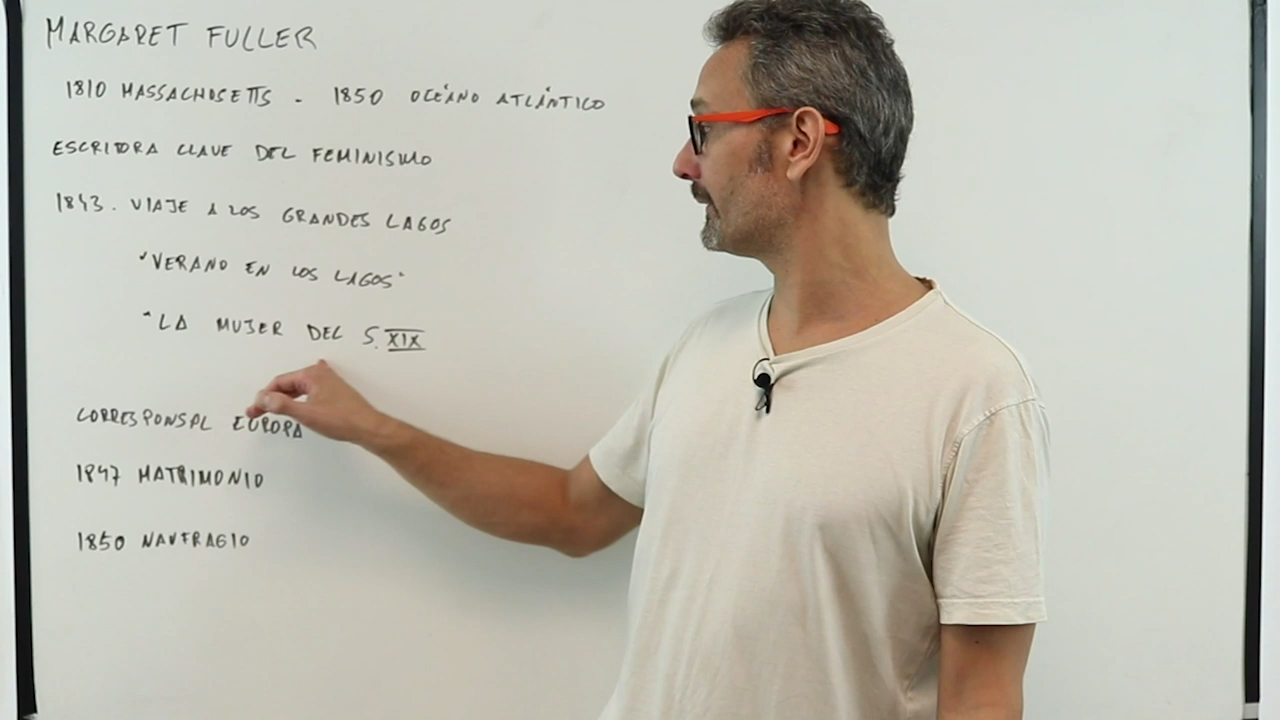 MARGARET FULLER
1810 MASSACHOSETTS - 1850 OCÉANO ATLÁNTICO
ESCRITORA CLAVE DEL FEMINISMO
1843. VIAJE A LOS GRANDES LAGOS
"VERANO EN LOS LAGOS"
"LA MUJER DEL S. XIX
CORRESPONSAL EUROPA
1847 MATRIMONIO
1850 NAUFRAGIO